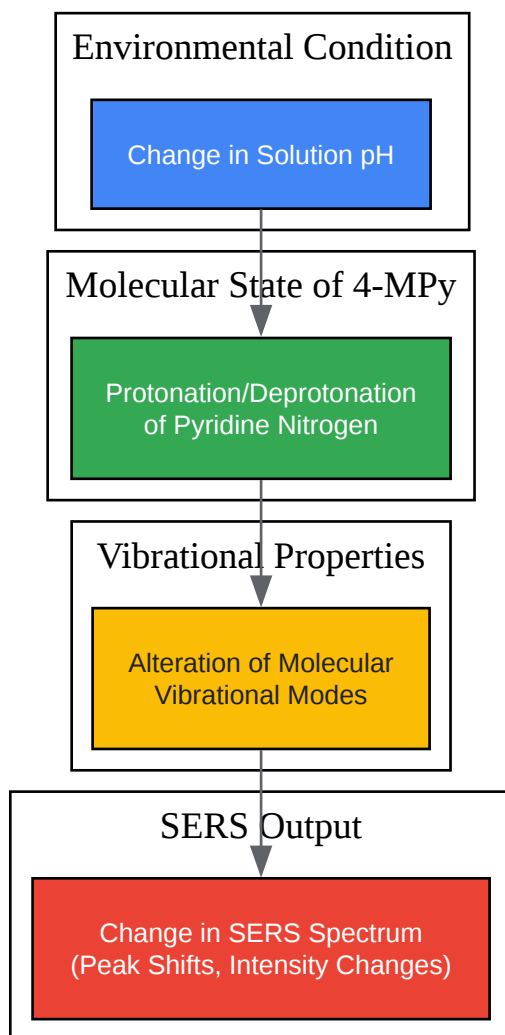 Environmental Condition
Change in Solution pH
Molecular State of 4-MPy
Protonation/Deprotonation
of Pyridine Nitrogen
Vibrational Properties
Alteration of Molecular
Vibrational Modes
SERS Output
Change in SERS Spectrum
(Peak Shifts, Intensity Changes)